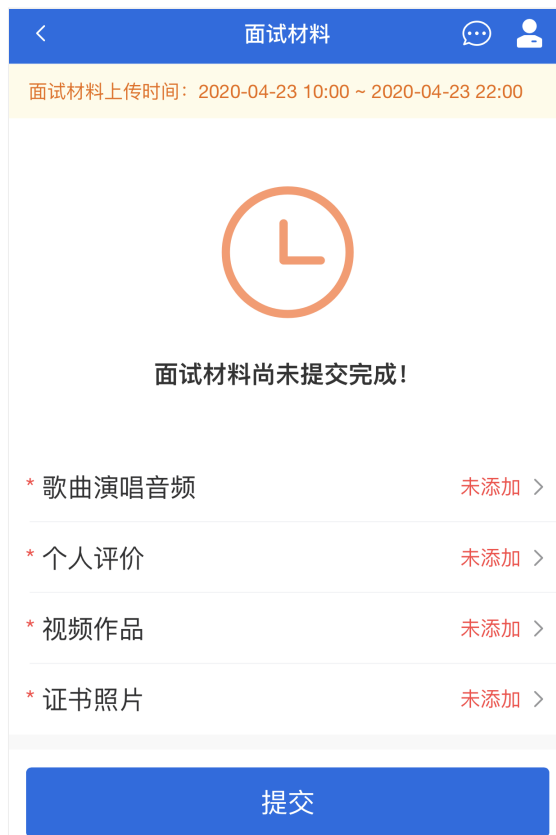 面试材料
面试材料上传时间：2020-04-23 10:00 ~ 2020-04-23 22:00
面试材料尚未提交完成！
* 歌曲演唱音频 未添加
* 个人评价 未添加
* 视频作品 未添加
* 证书照片 未添加
提交